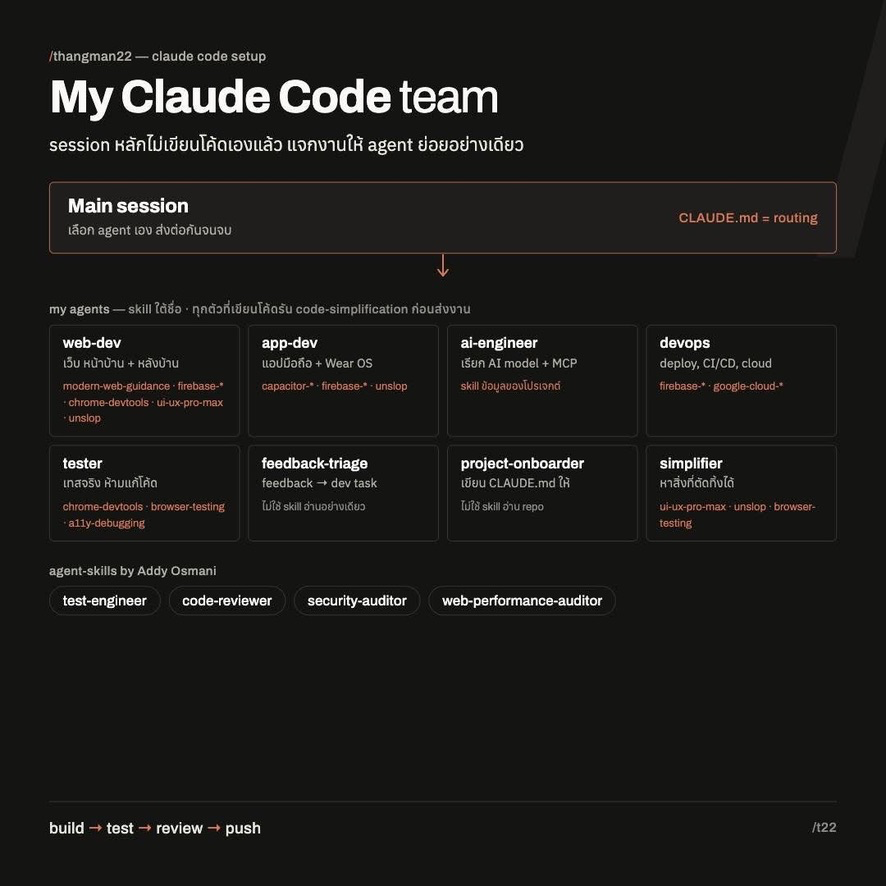 /thangman22 — claude code setup
My Claude Code team
session หลักไม่เขียนโค้ดเองแล้ว แจกงานให้ agent ย่อยอย่างเดียว
Main session
เลือก agent เอง ส่งต่อกันจนจบ
CLAUDE.md = routing
my agents — skill ใต้ชื่อ · ทุกตัวที่เขียนโค้ดรัน code-simplification ก่อนส่งงาน
web-dev
เว็บ หน้าบ้าน + หลังบ้าน
modern-web-guidance · firebase-*
· chrome-devtools · ui-ux-pro-max
· unslop
app-dev
แอปมือถือ + Wear OS
capacitor-* · firebase-* · unslop
ai-engineer
เรียก AI model + MCP
skill ข้อมูลของโปรเจกต์
devops
deploy, CI/CD, cloud
firebase-* · google-cloud-*
tester
เทสจริง ห้ามแก้โค้ด
chrome-devtools · browser-testing
· a11y-debugging
feedback-triage
feedback → dev task
ไม่ใช้ skill อ่านอย่างเดียว
project-onboarder
เขียน CLAUDE.md ให้
ไม่ใช้ skill อ่าน repo
simplifier
หาสิ่งที่ตัดทิ้งได้
ui-ux-pro-max · unslop · browser-
testing
agent-skills by Addy Osmani
test-engineer
code-reviewer
security-auditor
web-performance-auditor
build → test → review → push
/t22